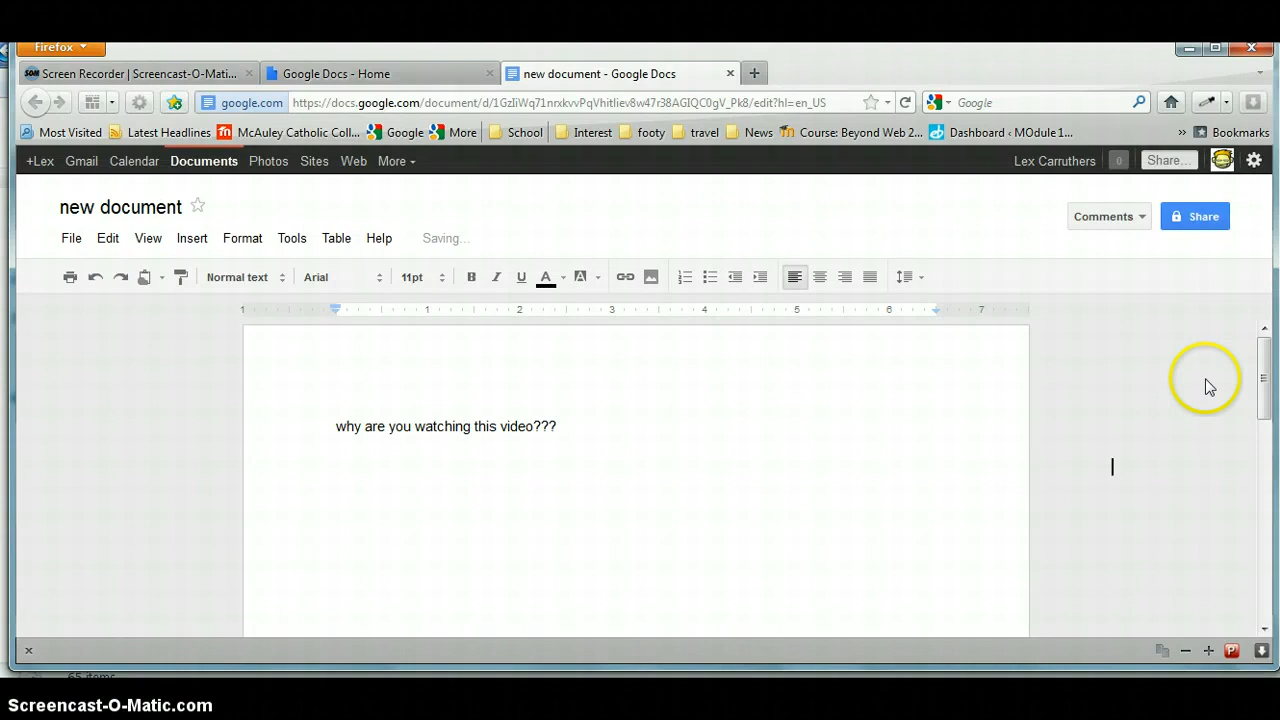 Firefox
SOM Screen Recorder | Screencast-O-Mati...
Google Docs - Home
new document - Google Docs
google.com https://docs.google.com/document/d/1GzIiWq71nrxkvvPqVhitliev8w47r38AGIQC0gV_Pk8/edit?hl=en_US
Google
Most Visited Latest Headlines McAuley Catholic Coll... Google More School Interest footy travel News Course: Beyond Web 2... Dashboard ‹ MOdule 1... » Bookmarks
+Lex Gmail Calendar Documents Photos Sites Web More Lex Carruthers 0 Share...
new document
Comments Share
File Edit View Insert Format Tools Table Help Saving...
Normal text Arial 11pt B I U A A
1 1 2 3 4 5 6 7
why are you watching this video???
65 items
Screencast-O-Matic.com